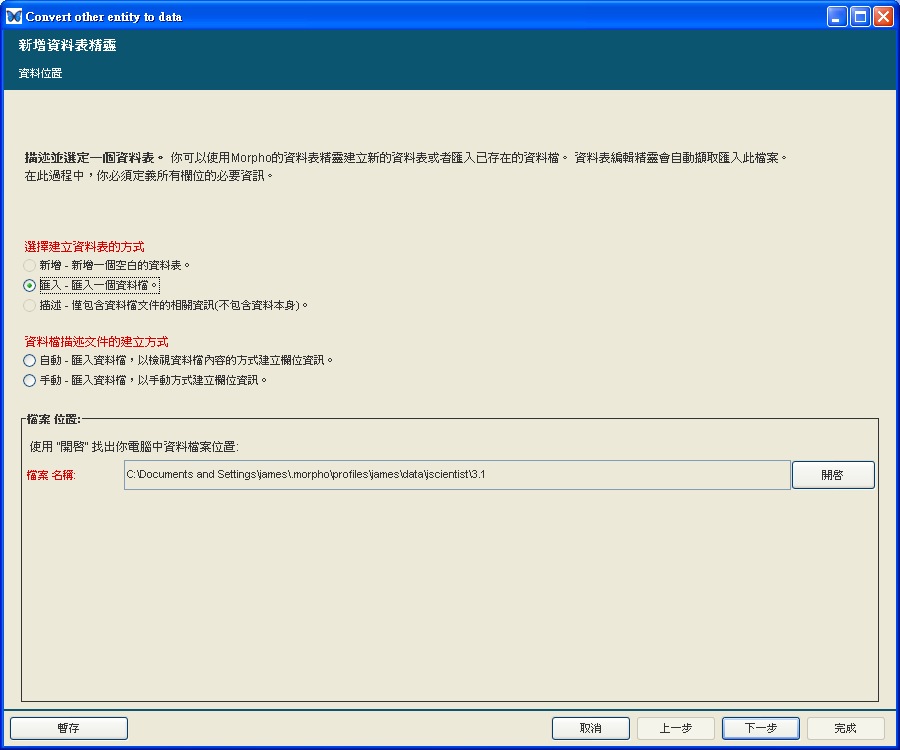 Convert other entity to data
新增資料表精靈
資料位置
描述並選定一個資料表。 你可以使用Morpho的資料表精靈建立新的資料表或者匯入已存在的資料檔。 資料表編輯精靈會自動擷取匯入此檔案。
在此過程中，你必須定義所有欄位的必要資訊。
選擇建立資料表的方式
新增 - 新增一個空白的資料表。
匯入 - 匯入一個資料檔。
描述 - 僅包含資料檔文件的相關資訊(不包含資料本身)。
資料檔描述文件的建立方式
自動 - 匯入資料檔，以檢視資料檔內容的方式建立欄位資訊。
手動 - 匯入資料檔，以手動方式建立欄位資訊。
檔案 位置:
使用 "開啓" 找出你電腦中資料檔案位置:
檔案 名稱:
C:\Documents and Settings\james\.morpho\profiles\james\data\jscientist\3.1
開啓
暫存
取消
上一步
下一步
完成